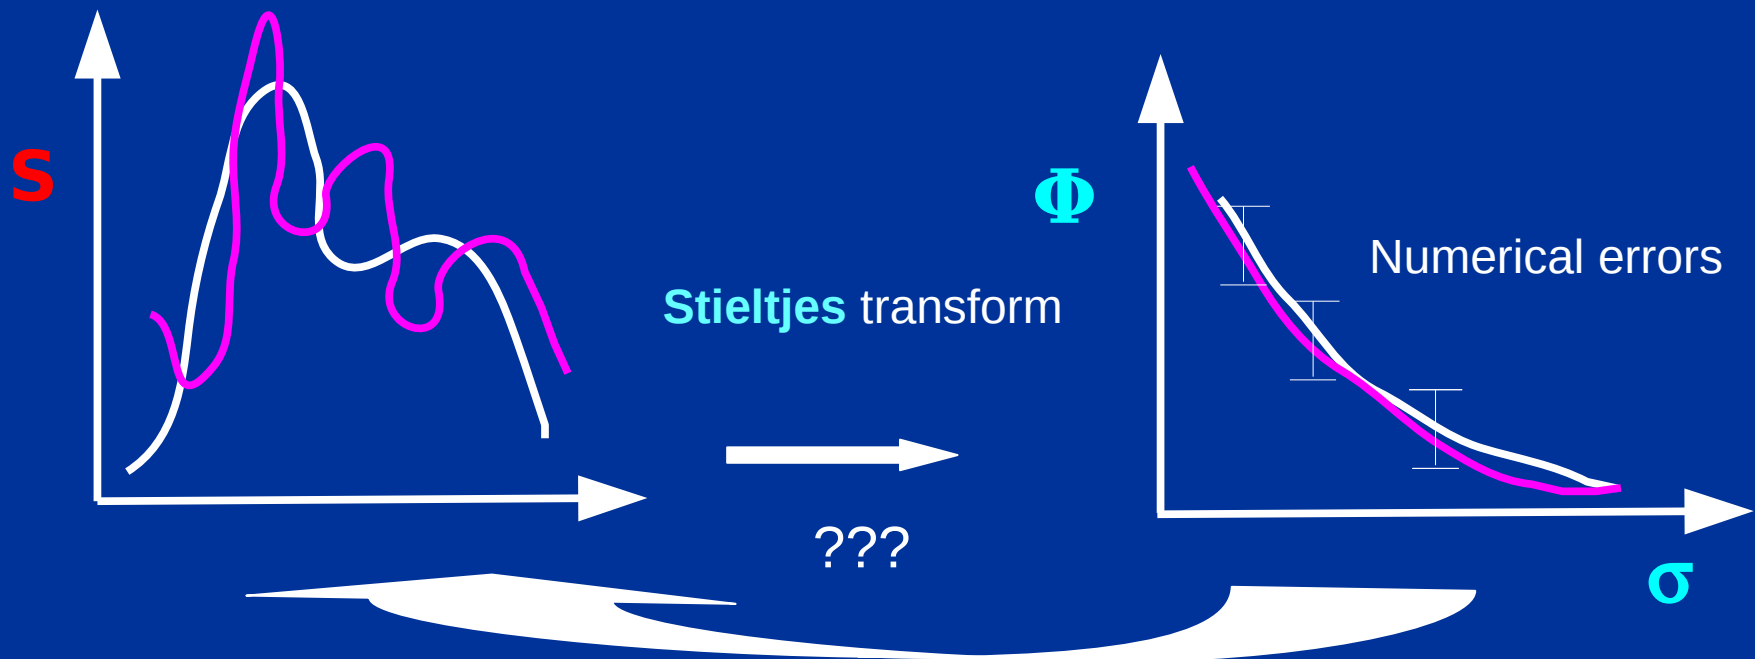 S
Φ
Numerical errors
Stieltjes transform
???
σ